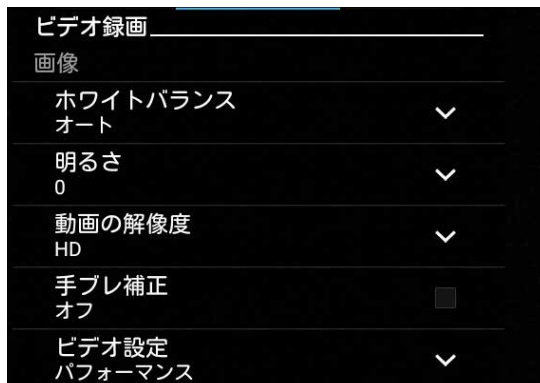 ビデオ録画
画像
ホワイトバランス
オート
明るさ
0
動画の解像度
HD
手ブレ補正
オフ
ビデオ設定
パフォーマンス